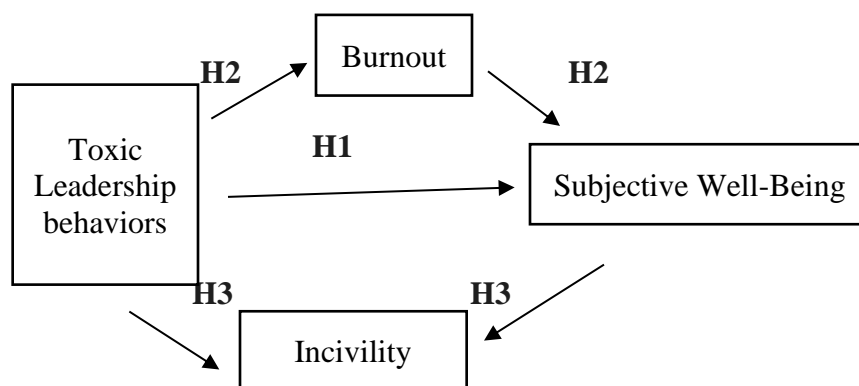 Burnout
H2
H2
Toxic
Leadership
behaviors
H1
Subjective Well-Being
H3
H3
Incivility